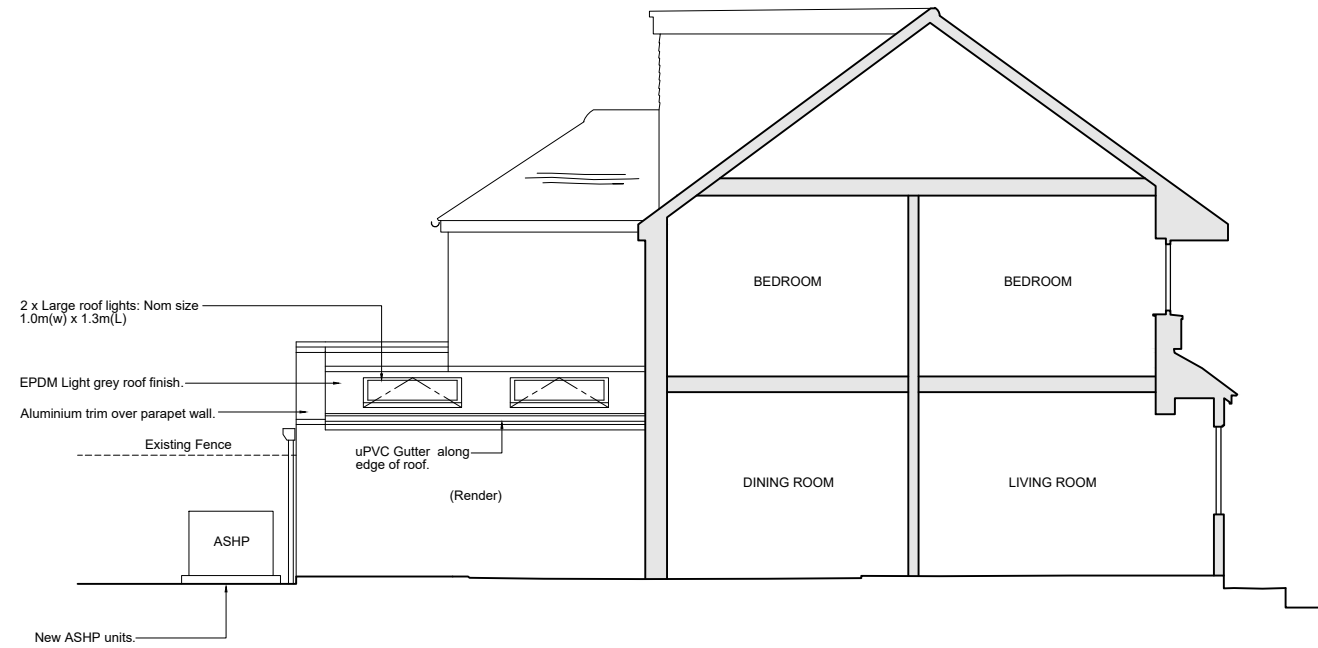 BEDROOM
BEDROOM
2 x Large roof lights: Nom size
1.0m(w) x 1.3m(L)
EPDM Light grey roof finish.
Aluminium trim over parapet wall.
Existing Fence
uPVC Gutter along
edge of roof.
(Render)
DINING ROOM
LIVING ROOM
ASHP
New ASHP units.